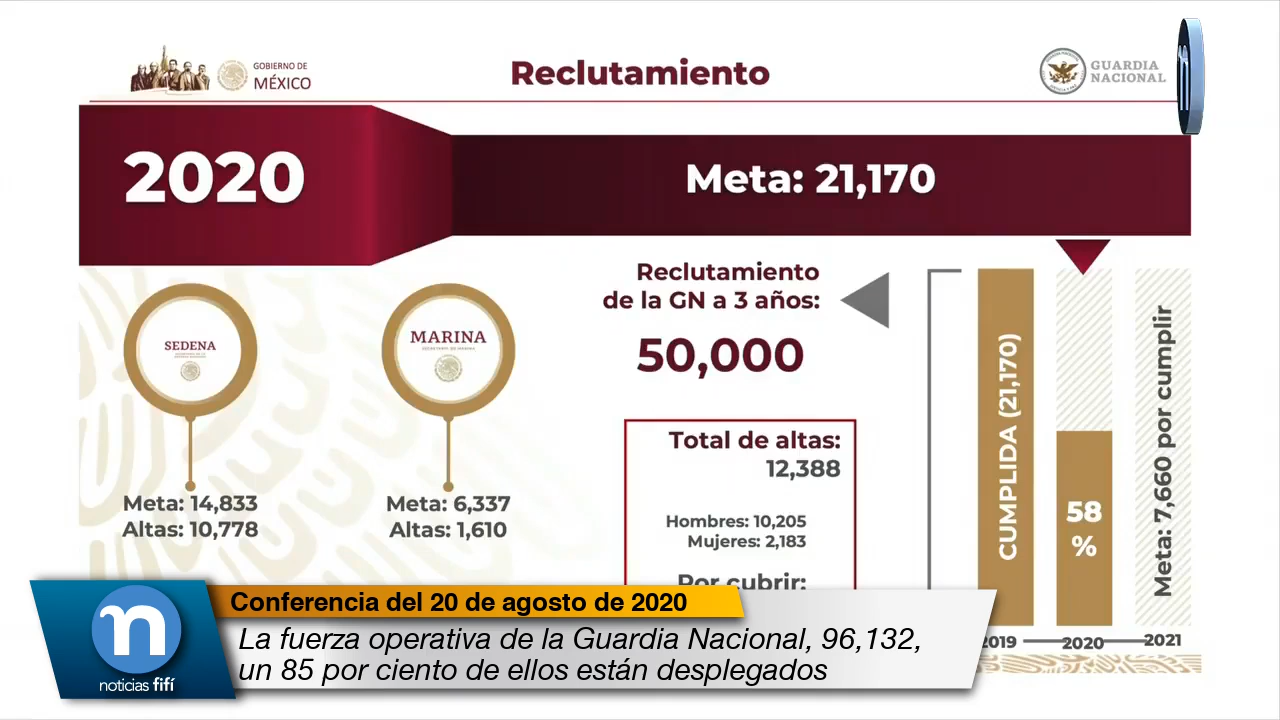 GOBIERNO DE
MÉXICO
Reclutamiento
GUARDIA
NACIONAL
n
2020
Meta: 21,170
SEDENA
MARINA
SECRETARÍA DE MARINA
Meta: 14,833
Altas: 10,778
Meta: 6,337
Altas: 1,610
Reclutamiento
de la GN a 3 años:
50,000
Total de altas:
12,388
Hombres: 10,205
Mujeres: 2,183
Por cubrir:
CUMPLIDA (21,170)
58
%
Meta: 7,660 por cumplir
2019
2020
2021
n
noticias fifí
Conferencia del 20 de agosto de 2020
La fuerza operativa de la Guardia Nacional, 96,132,
un 85 por ciento de ellos están desplegados